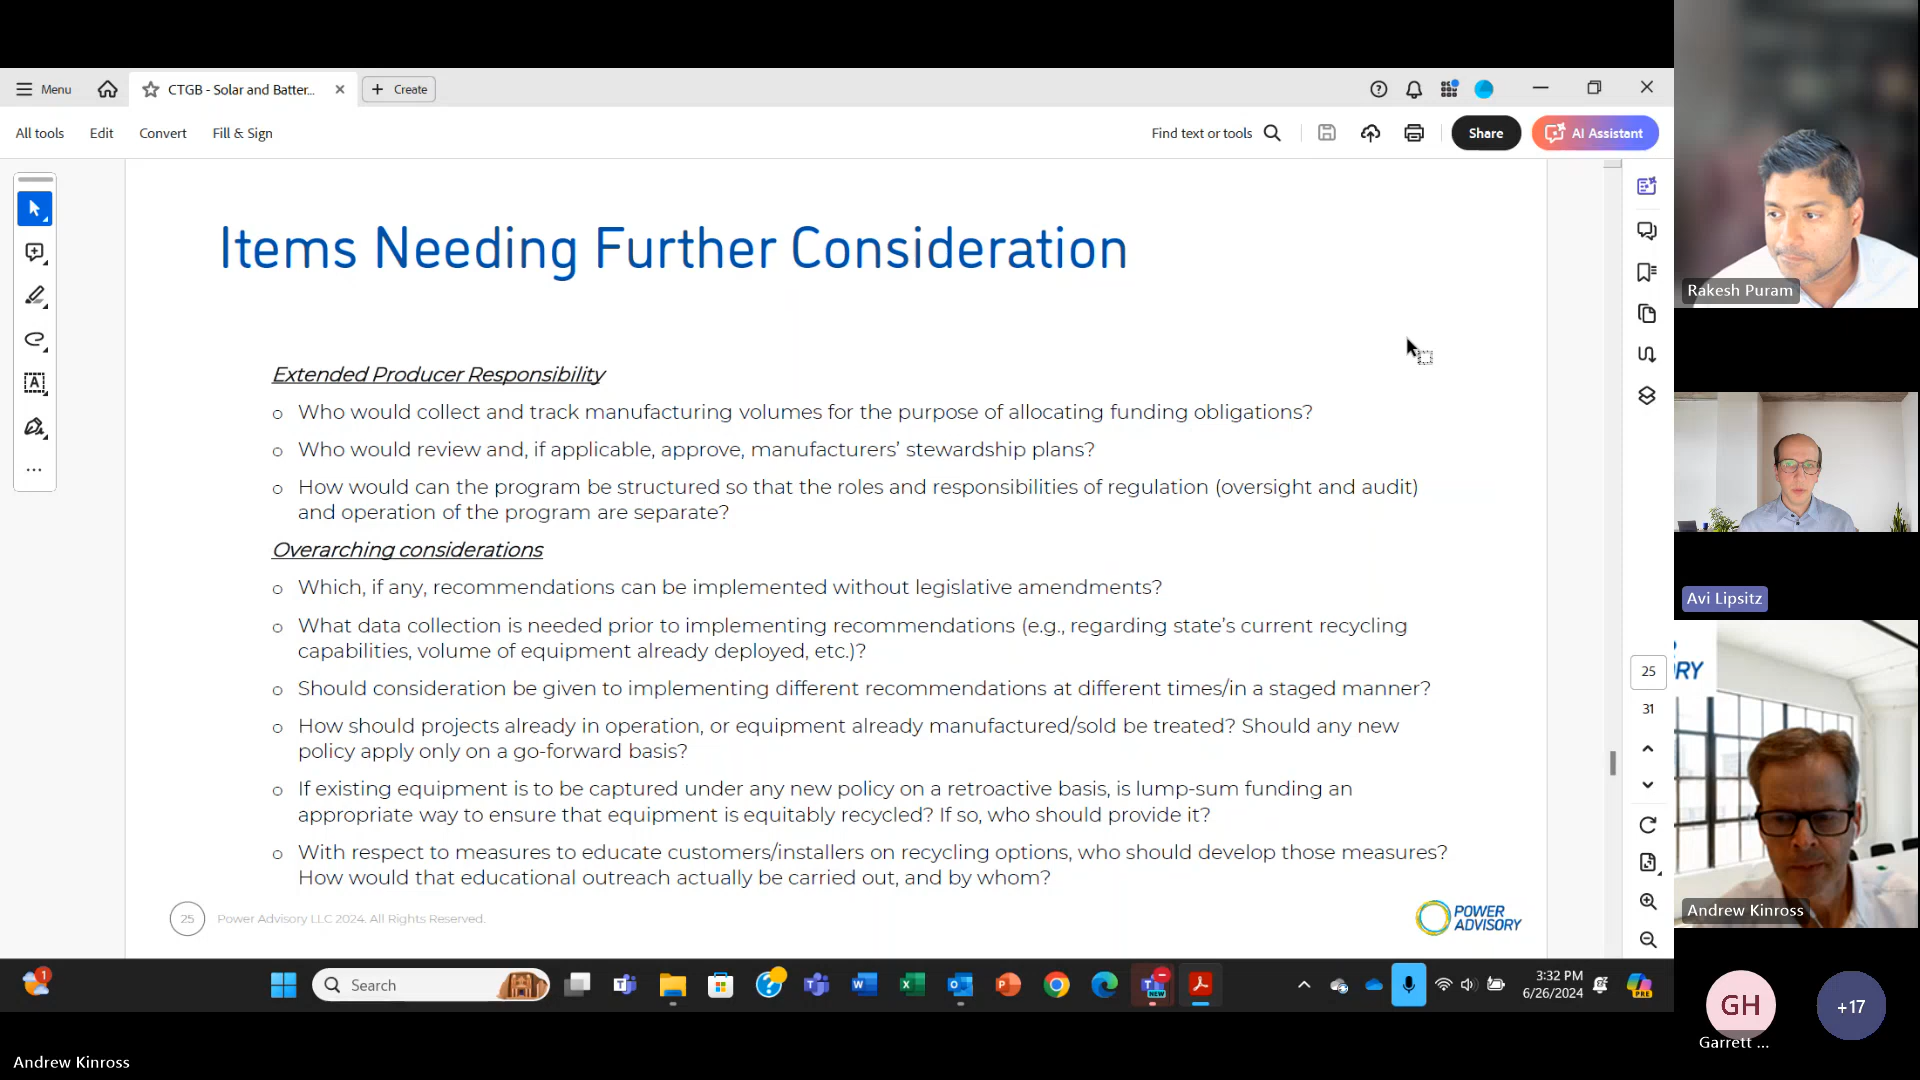 Menu
CTGB - Solar and Batter...
Create
All tools
Edit
Convert
Fill & Sign
Find text or tools
Share
AI Assistant
Items Needing Further Consideration
Extended Producer Responsibility
o Who would collect and track manufacturing volumes for the purpose of allocating funding obligations?
o Who would review and, if applicable, approve, manufacturers’ stewardship plans?
o How would can the program be structured so that the roles and responsibilities of regulation (oversight and audit)
and operation of the program are separate?
Overarching considerations
o Which, if any, recommendations can be implemented without legislative amendments?
o What data collection is needed prior to implementing recommendations (e.g., regarding state’s current recycling
capabilities, volume of equipment already deployed, etc.)?
o Should consideration be given to implementing different recommendations at different times/in a staged manner?
o How should projects already in operation, or equipment already manufactured/sold be treated? Should any new
policy apply only on a go-forward basis?
o If existing equipment is to be captured under any new policy on a retroactive basis, is lump-sum funding an
appropriate way to ensure that equipment is equitably recycled? If so, who should provide it?
o With respect to measures to educate customers/installers on recycling options, who should develop those measures?
How would that educational outreach actually be carried out, and by whom?
25
Power Advisory LLC 2024. All Rights Reserved.
POWER
ADVISORY
25
31
Rakesh Puram
Avi Lipsitz
RY
Andrew Kinross
GH
Garrett ...
+17
1
Search
NEW
3:32 PM
6/26/2024
PRE
Andrew Kinross